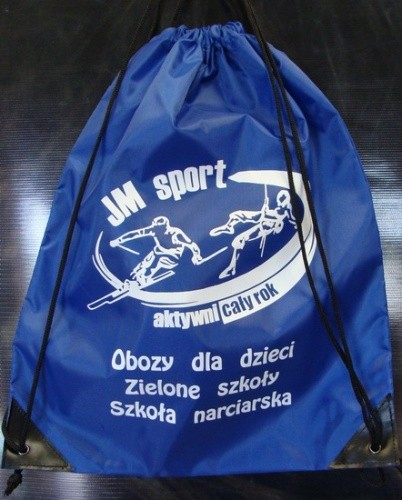 JM sport
aktywni cały rok
Obozy dla dzieci
Zielone szkoły
Szkoła narciarska